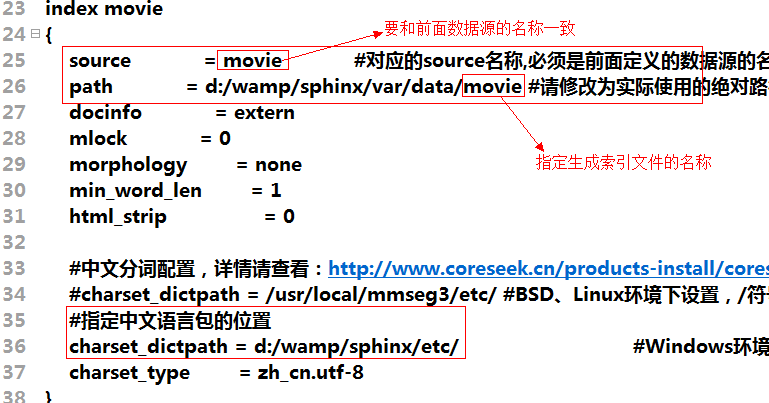 23 index movie
要和前面数据源的名称一致
24 {
25 source = movie #对应的source名称,必须是前面定义的数据源的名
26 path = d:/wamp/sphinx/var/data/movie #请修改为实际使用的绝对路
27 docinfo = extern
28 mlock = 0
指定生成索引文件的名称
29 morphology = none
30 min_word_len = 1
31 html_strip = 0
32
33 #中文分词配置，详情请查看：http://www.coreseek.cn/products-install/cores
34 #charset_dictpath = /usr/local/mmseg3/etc/ #BSD、Linux环境下设置，/符
35 #指定中文语言包的位置
36 charset_dictpath = d:/wamp/sphinx/etc/ #Windows环境
37 charset_type = zh_cn.utf-8
38 }